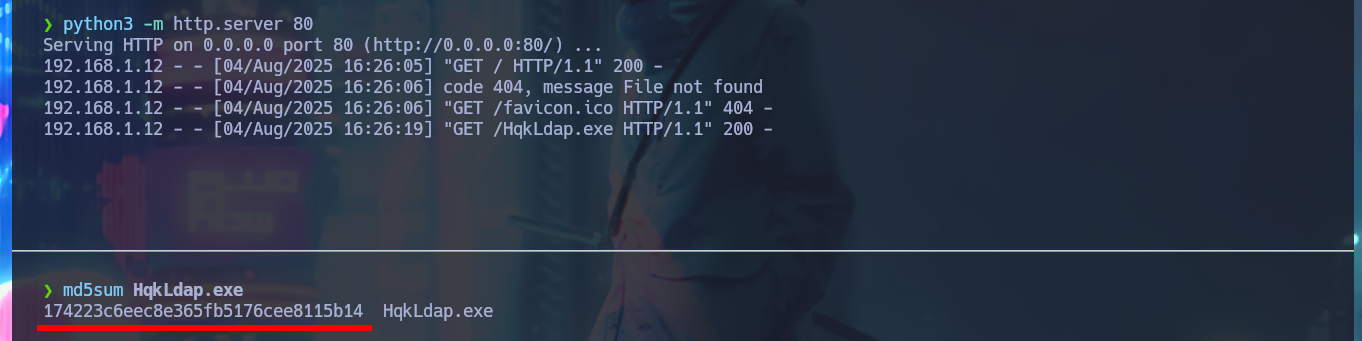 ❯ python3 -m http.server 80
Serving HTTP on 0.0.0.0 port 80 (http://0.0.0.0:80/) ...
192.168.1.12 - - [04/Aug/2025 16:26:05] "GET / HTTP/1.1" 200 -
192.168.1.12 - - [04/Aug/2025 16:26:06] code 404, message File not found
192.168.1.12 - - [04/Aug/2025 16:26:06] "GET /favicon.ico HTTP/1.1" 404 -
192.168.1.12 - - [04/Aug/2025 16:26:19] "GET /HqkLdap.exe HTTP/1.1" 200 -
❯ md5sum HqkLdap.exe
174223c6eec8e365fb5176cee8115b14  HqkLdap.exe